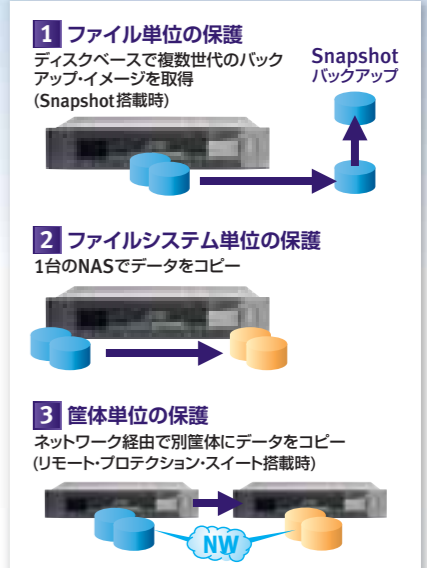 1 ファイル単位の保護
ディスクベースで複数世代のバック
アップ・イメージを取得
(Snapshot搭載時)
Snapshot
バックアップ
2 ファイルシステム単位の保護
1台のNASでデータをコピー
3 筐体単位の保護
ネットワーク経由で別筐体にデータをコピー
(リモート・プロテクション・スイート搭載時)
NW